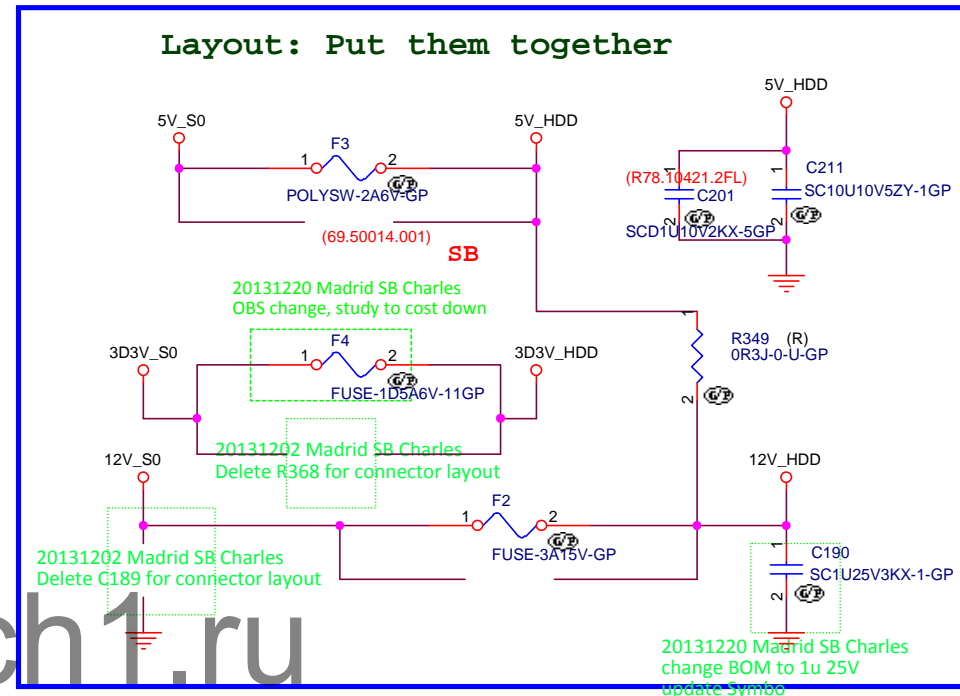 Layout: Put them together
5V_S0
5V_HDD
5V_HDD
F3
1
2
G/P
POLYSW-2A6V-GP
(69.50014.001)
SB
1
(R78.10421.2FL)
C201
2
G/P
SCD1U10V2KX-5GP
1
C211
SC10U10V5ZY-1GP
2
G/P
20131220 Madrid SB Charles
OBS change, study to cost down
3D3V_S0
F4
1
2
G/P
FUSE-1D5A6V-11GP
3D3V_HDD
1
R349 (R)
0R3J-0-U-GP
2
G/P
20131202 Madrid SB Charles
Delete R368 for connector layout
12V_S0
12V_HDD
F2
1
2
G/P
FUSE-3A15V-GP
20131202 Madrid SB Charles
Delete C189 for connector layout
1
C190
SC1U25V3KX-1-GP
2
G/P
20131220 Madrid SB Charles
change BOM to 1u 25V
update Symbo
ch1.ru